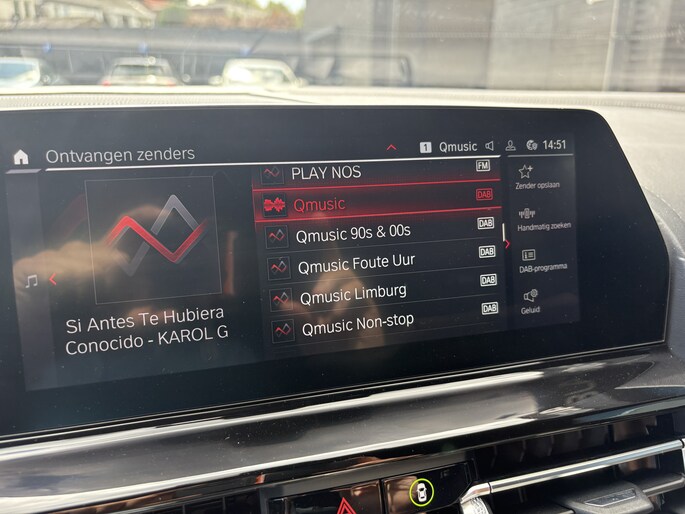 Ontvangen zenders
1 Qmusic 14:51
PLAY NOS FM
Qmusic DAB
Qmusic 90s & 00s DAB
Qmusic Foute Uur DAB
Qmusic Limburg DAB
Qmusic Non-stop DAB
Si Antes Te Hubiera
Conocido - KAROL G
Zender opslaan
Handmatig zoeken
DAB-programma
Geluid